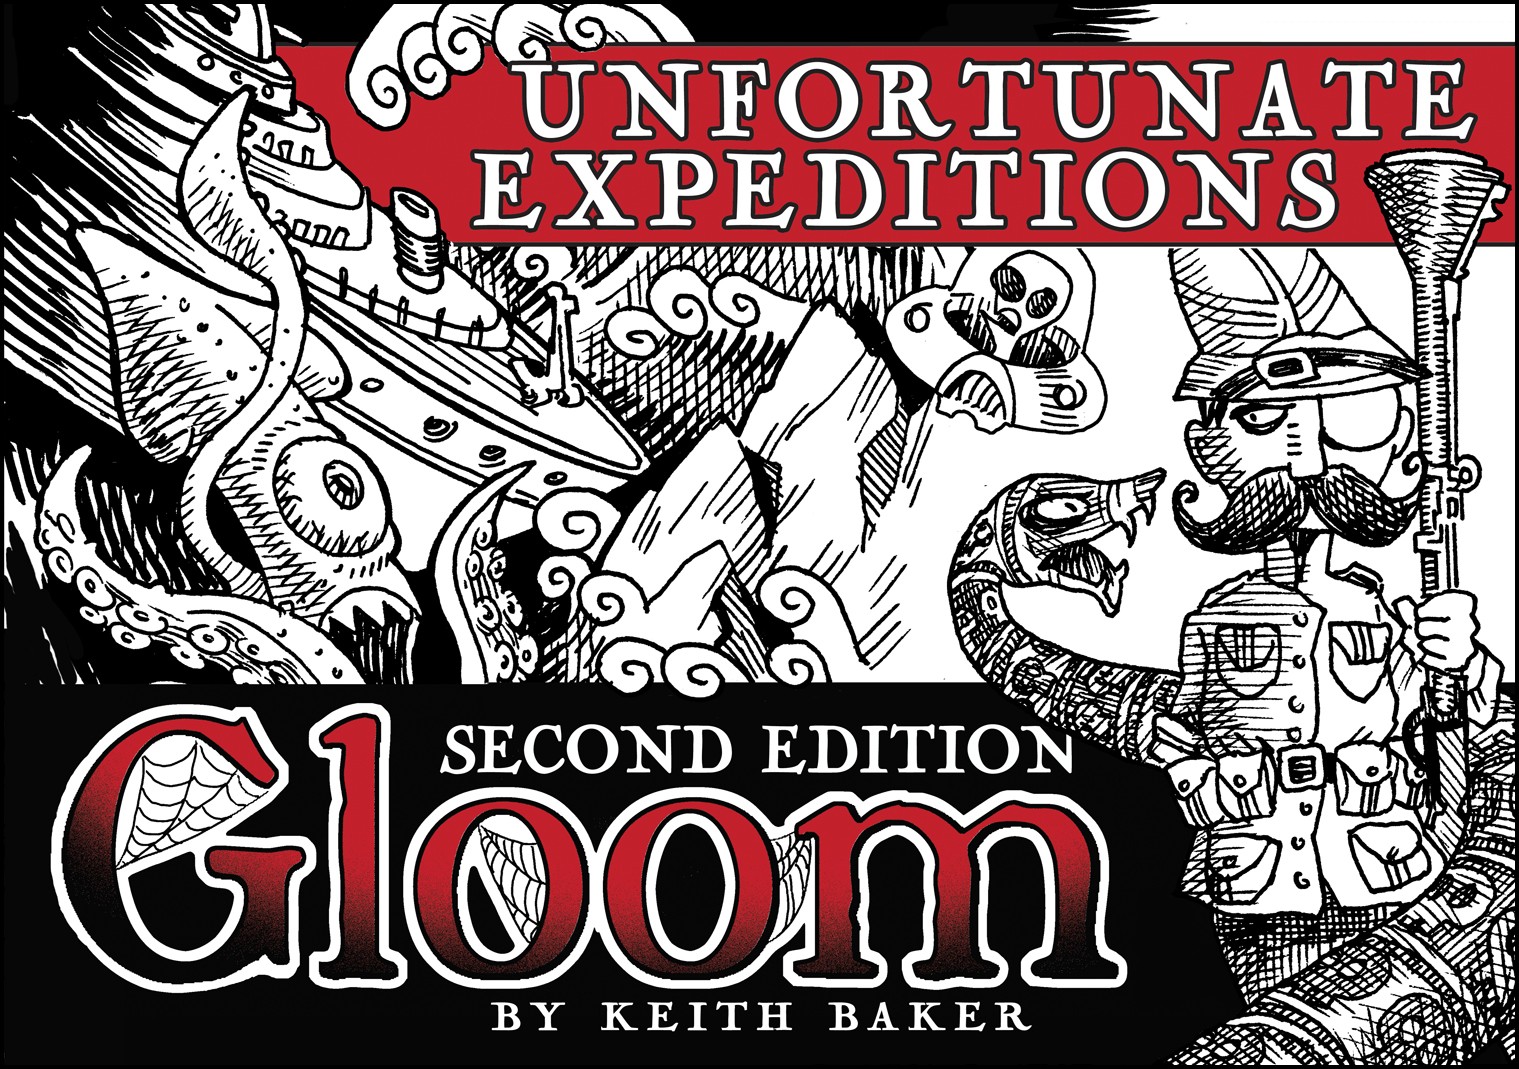 UNFORTUNATE
EXPEDITIONS
SECOND EDITION
Gloom
BY KEITH BAKER